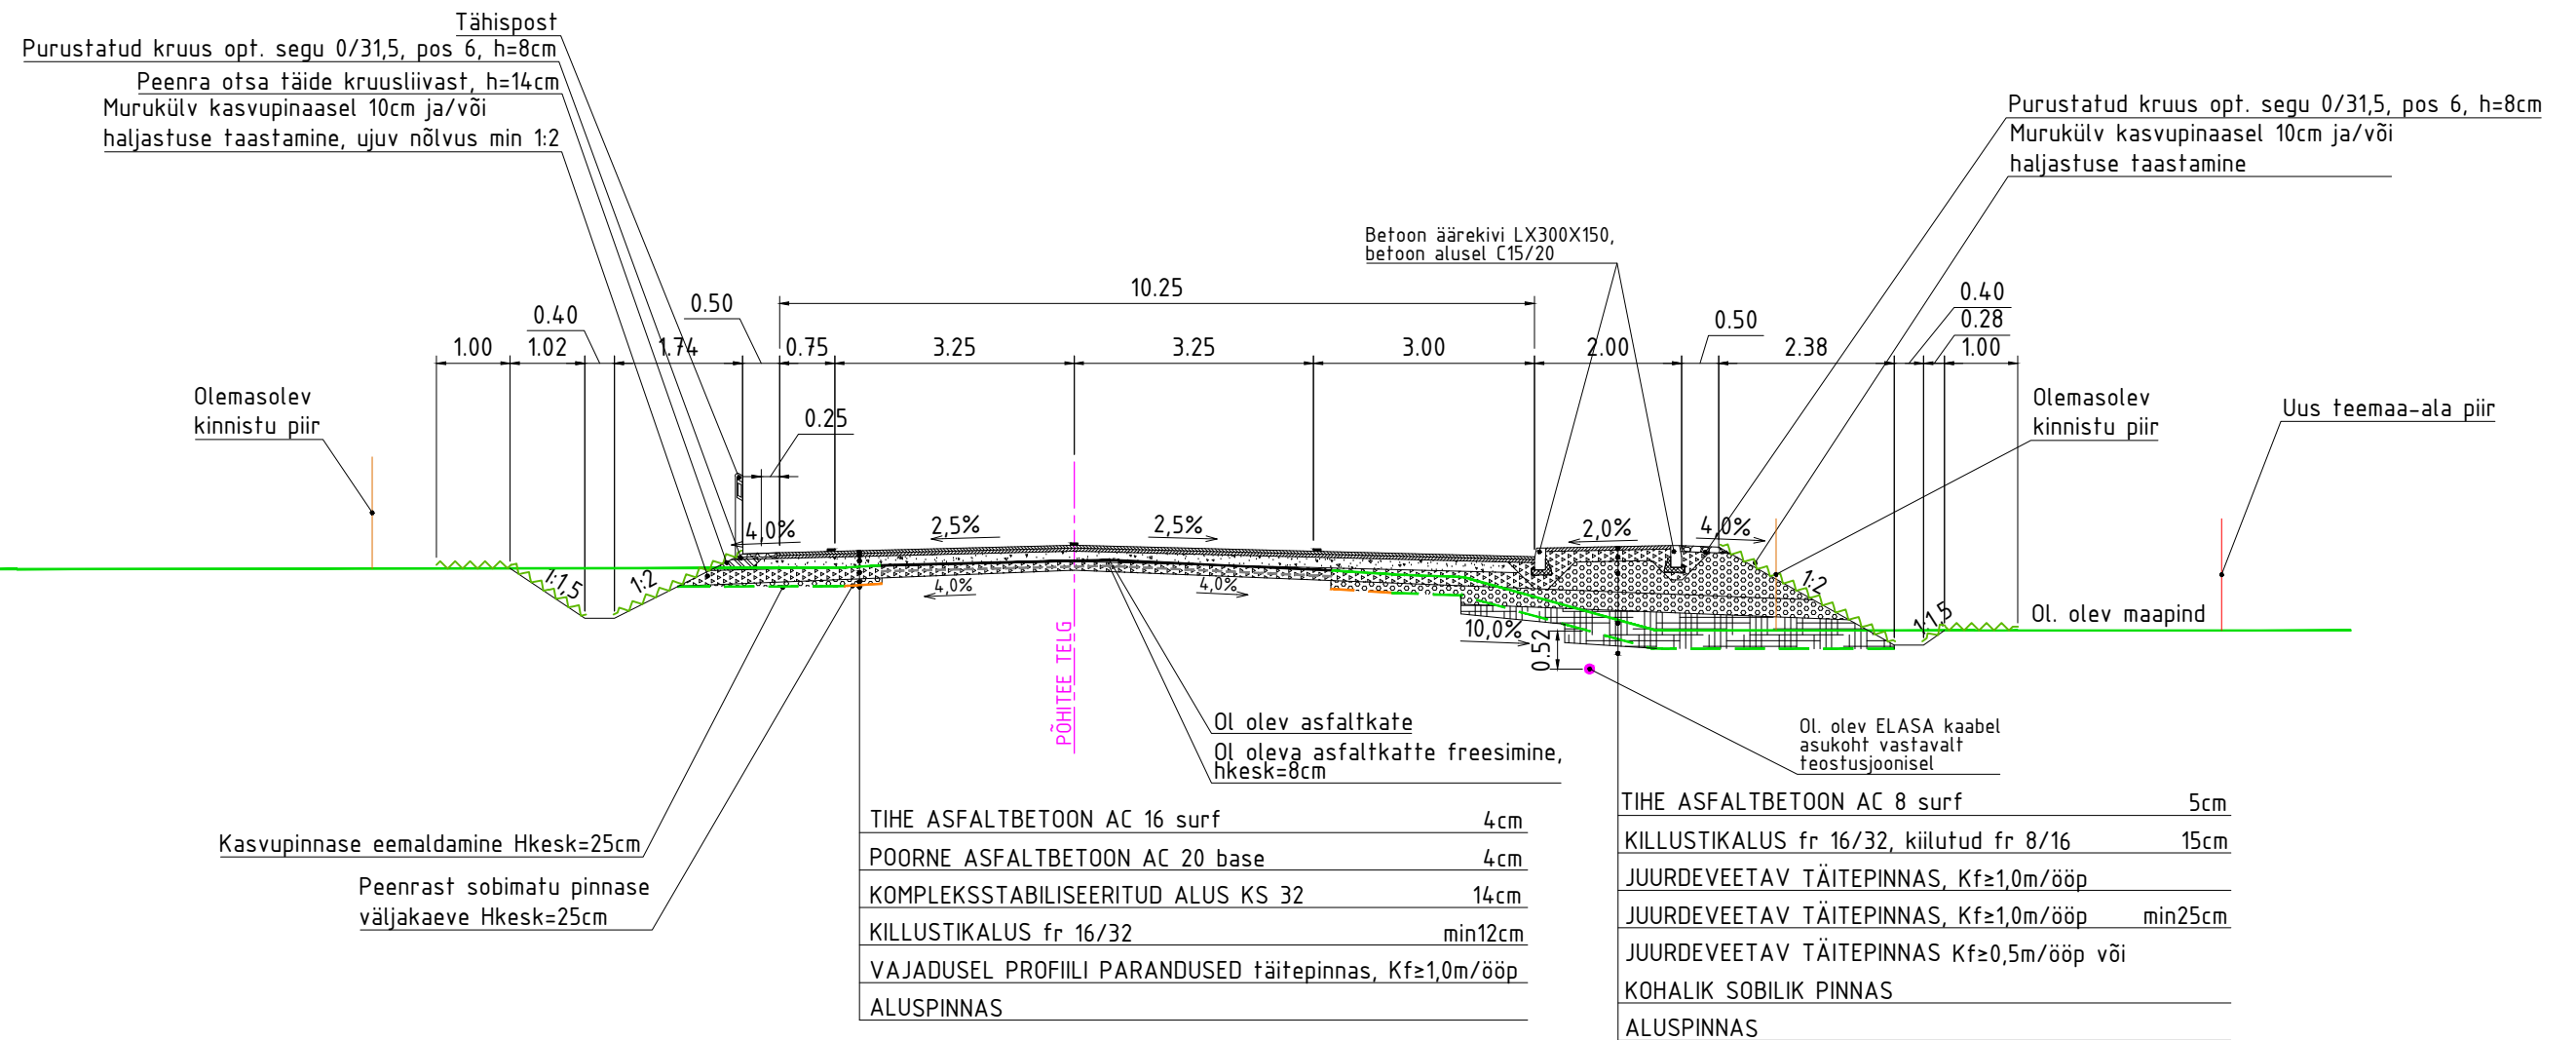 Tähispost
Purustatud kruus opt. segu 0/31,5, pos 6, h=8cm
Peenra otsa täide kruusliivast, h=14cm
Murukülv kasvupinaasel 10cm ja/või
haljastuse taastamine, ujuv nõlvus min 1:2
Purustatud kruus opt. segu 0/31,5, pos 6, h=8cm
Murukülv kasvupinaasel 10cm ja/või
haljastuse taastamine
Betoon äärekivi LX300X150,
betoon alusel C15/20
10.25
0.40
0.50
0.50
0.40
0.28
1.00
1.02
1.74
0.75
3.25
3.25
3.00
2.00
2.38
1.00
0.25
Olemasolev
kinnistu piir
Olemasolev
kinnistu piir
Uus teemaa-ala piir
4,0%
2,5%
2,5%
2,0%
4,0%
1:1,5
1:2
4,0%
4,0%
1:2
1:1,5
10,0%
0.52
Ol. olev maapind
PÕHITEE TELG
Ol olev asfaltkate
Ol oleva asfaltkatte freesimine,
hkesk=8cm
Ol. olev ELASA kaabel
asukoht vastavalt
teostusjoonisel
Kasvupinnase eemaldamine Hkesk=25cm
Peenrast sobimatu pinnase
väljakaeve Hkesk=25cm
TIHE ASFALTBETOON AC 16 surf 4cm
POORNE ASFALTBETOON AC 20 base 4cm
KOMPLEKSSTABILISEERITUD ALUS KS 32 14cm
KILLUSTIKALUS fr 16/32 min12cm
VAJADUSEL PROFIILI PARANDUSED täitepinnas, Kf≥1,0m/ööp
ALUSPINNAS
TIHE ASFALTBETOON AC 8 surf 5cm
KILLUSTIKALUS fr 16/32, kiilutud fr 8/16 15cm
JUURDEVEETAV TÄITEPINNAS, Kf≥1,0m/ööp
JUURDEVEETAV TÄITEPINNAS, Kf≥1,0m/ööp min25cm
JUURDEVEETAV TÄITEPINNAS Kf≥0,5m/ööp või
KOHALIK SOBILIK PINNAS
ALUSPINNAS